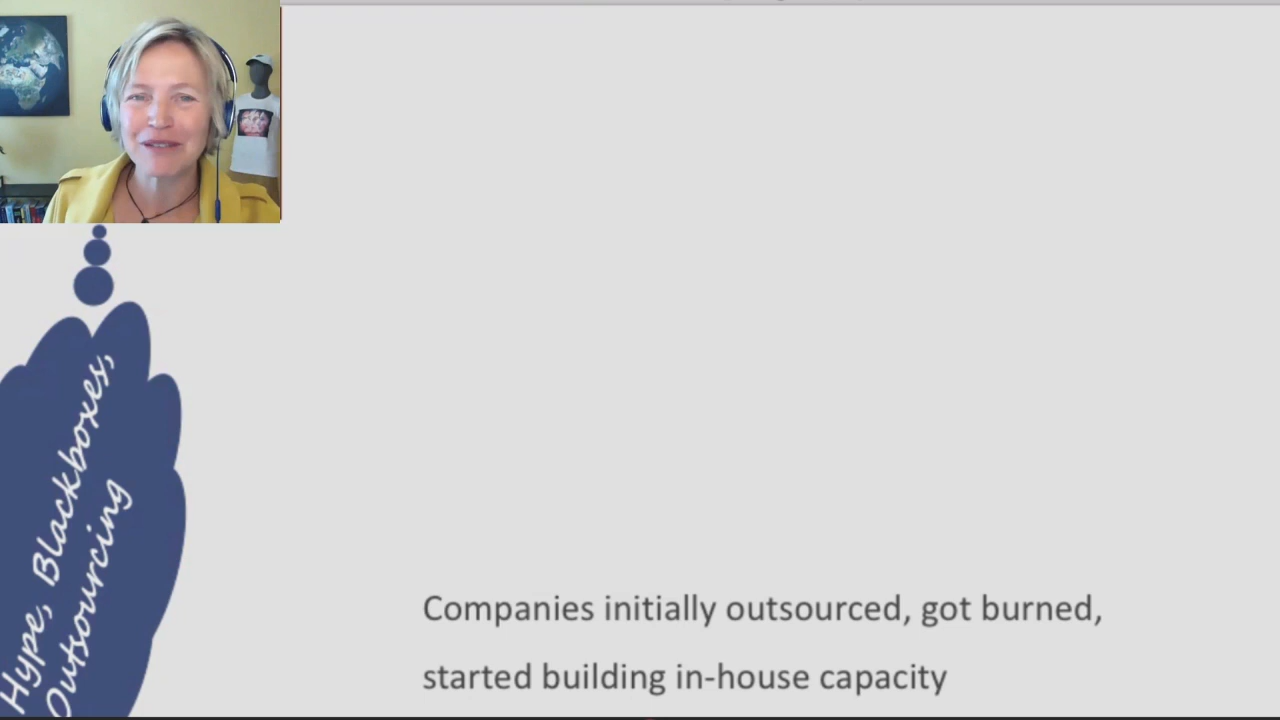 Hype, Blackboxes,
Outsourcing
Companies initially outsourced, got burned,
started building in-house capacity